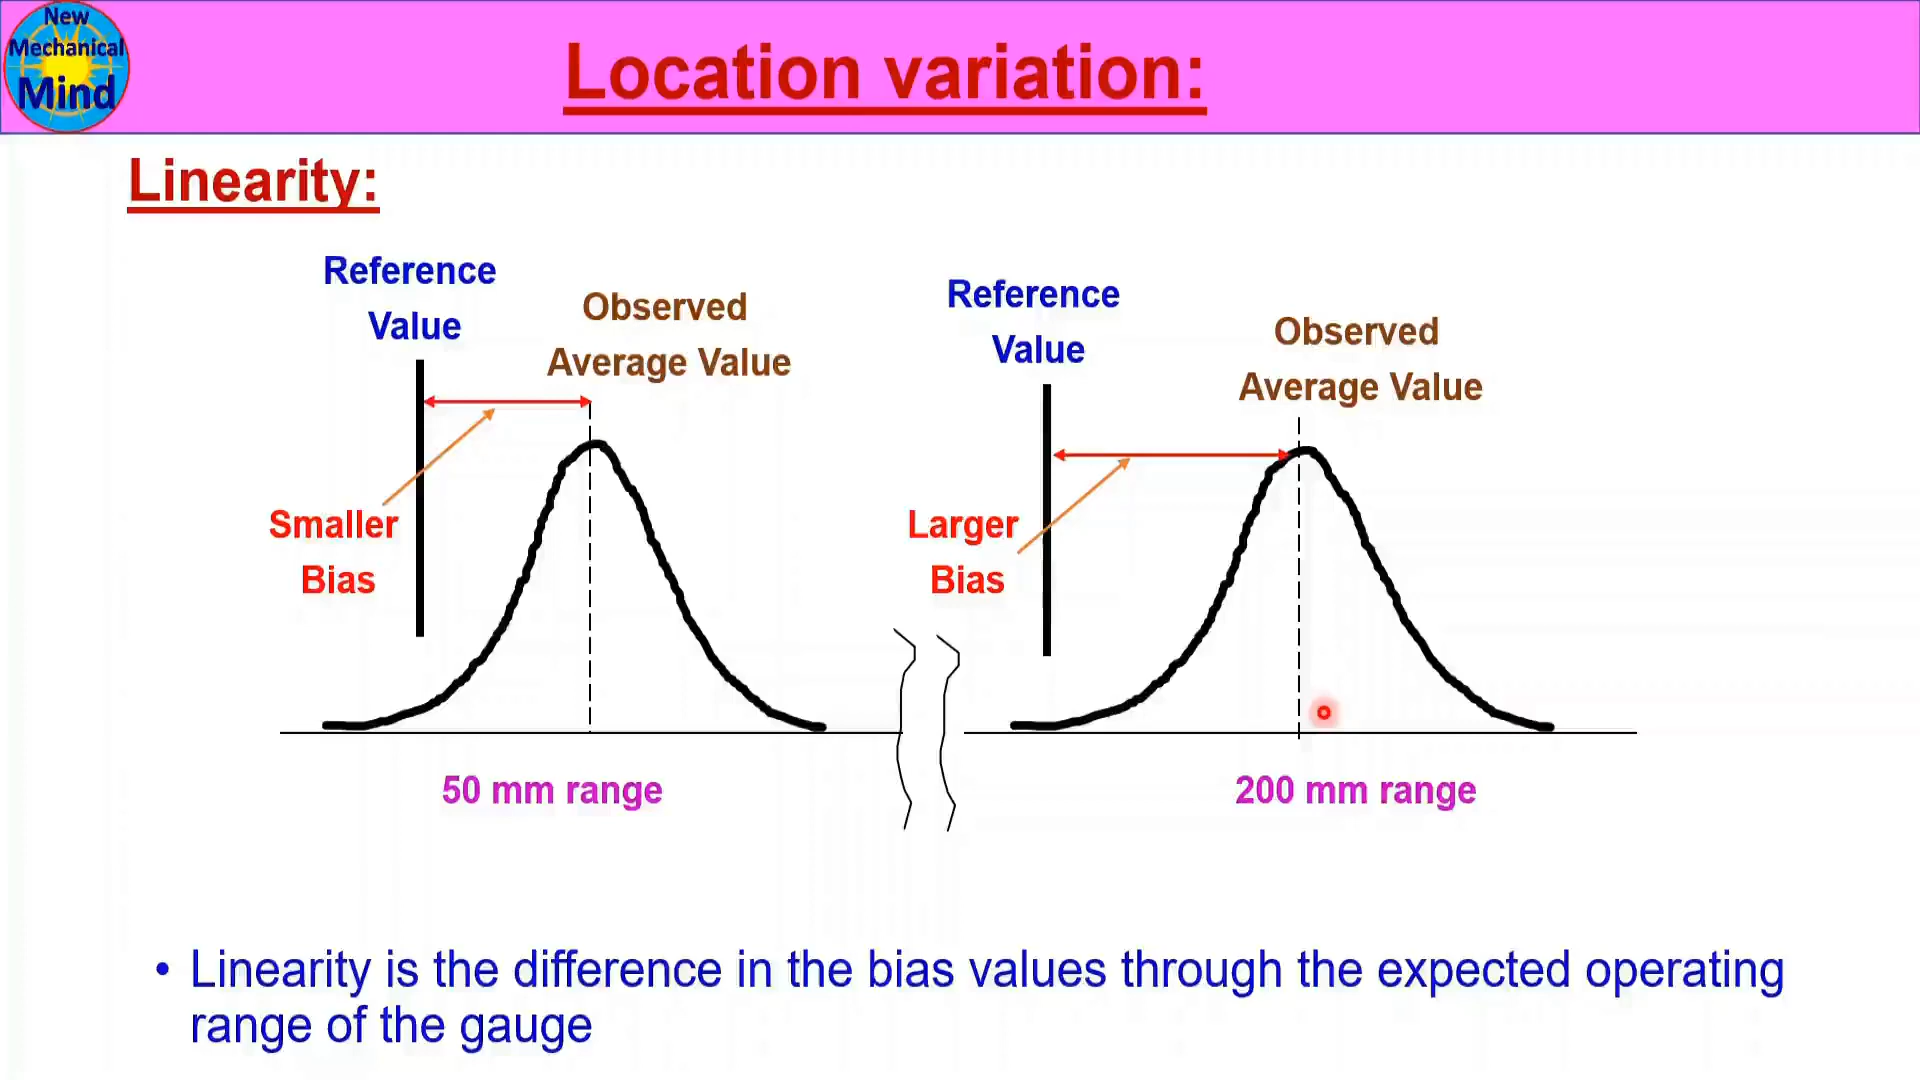 New
Mechanical
Mind
Location variation:
Linearity:
Reference
Value
Observed
Average Value
Smaller
Bias
50 mm range
Reference
Value
Observed
Average Value
Larger
Bias
200 mm range
• Linearity is the difference in the bias values through the expected operating
range of the gauge